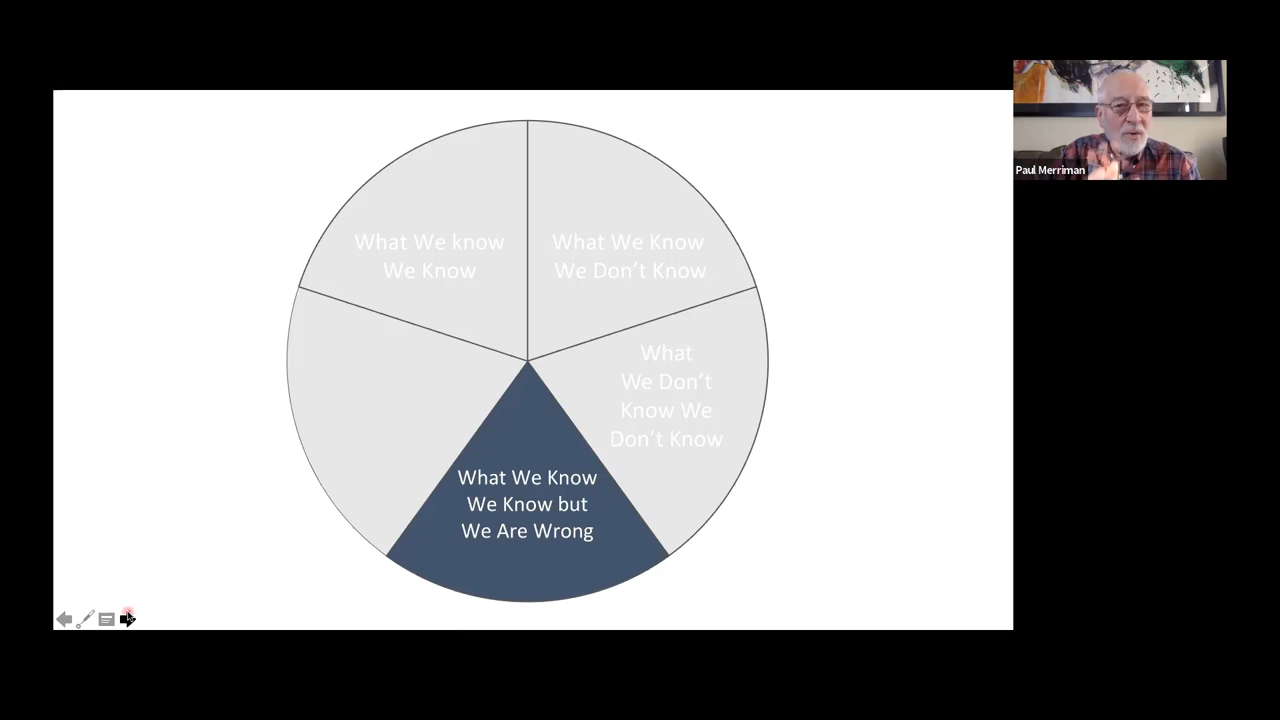 What We know
We Know
What We Know
We Don't Know
What
We Don't
Know We
Don't Know
What We Know
We Know but
We Are Wrong
Paul Merriman